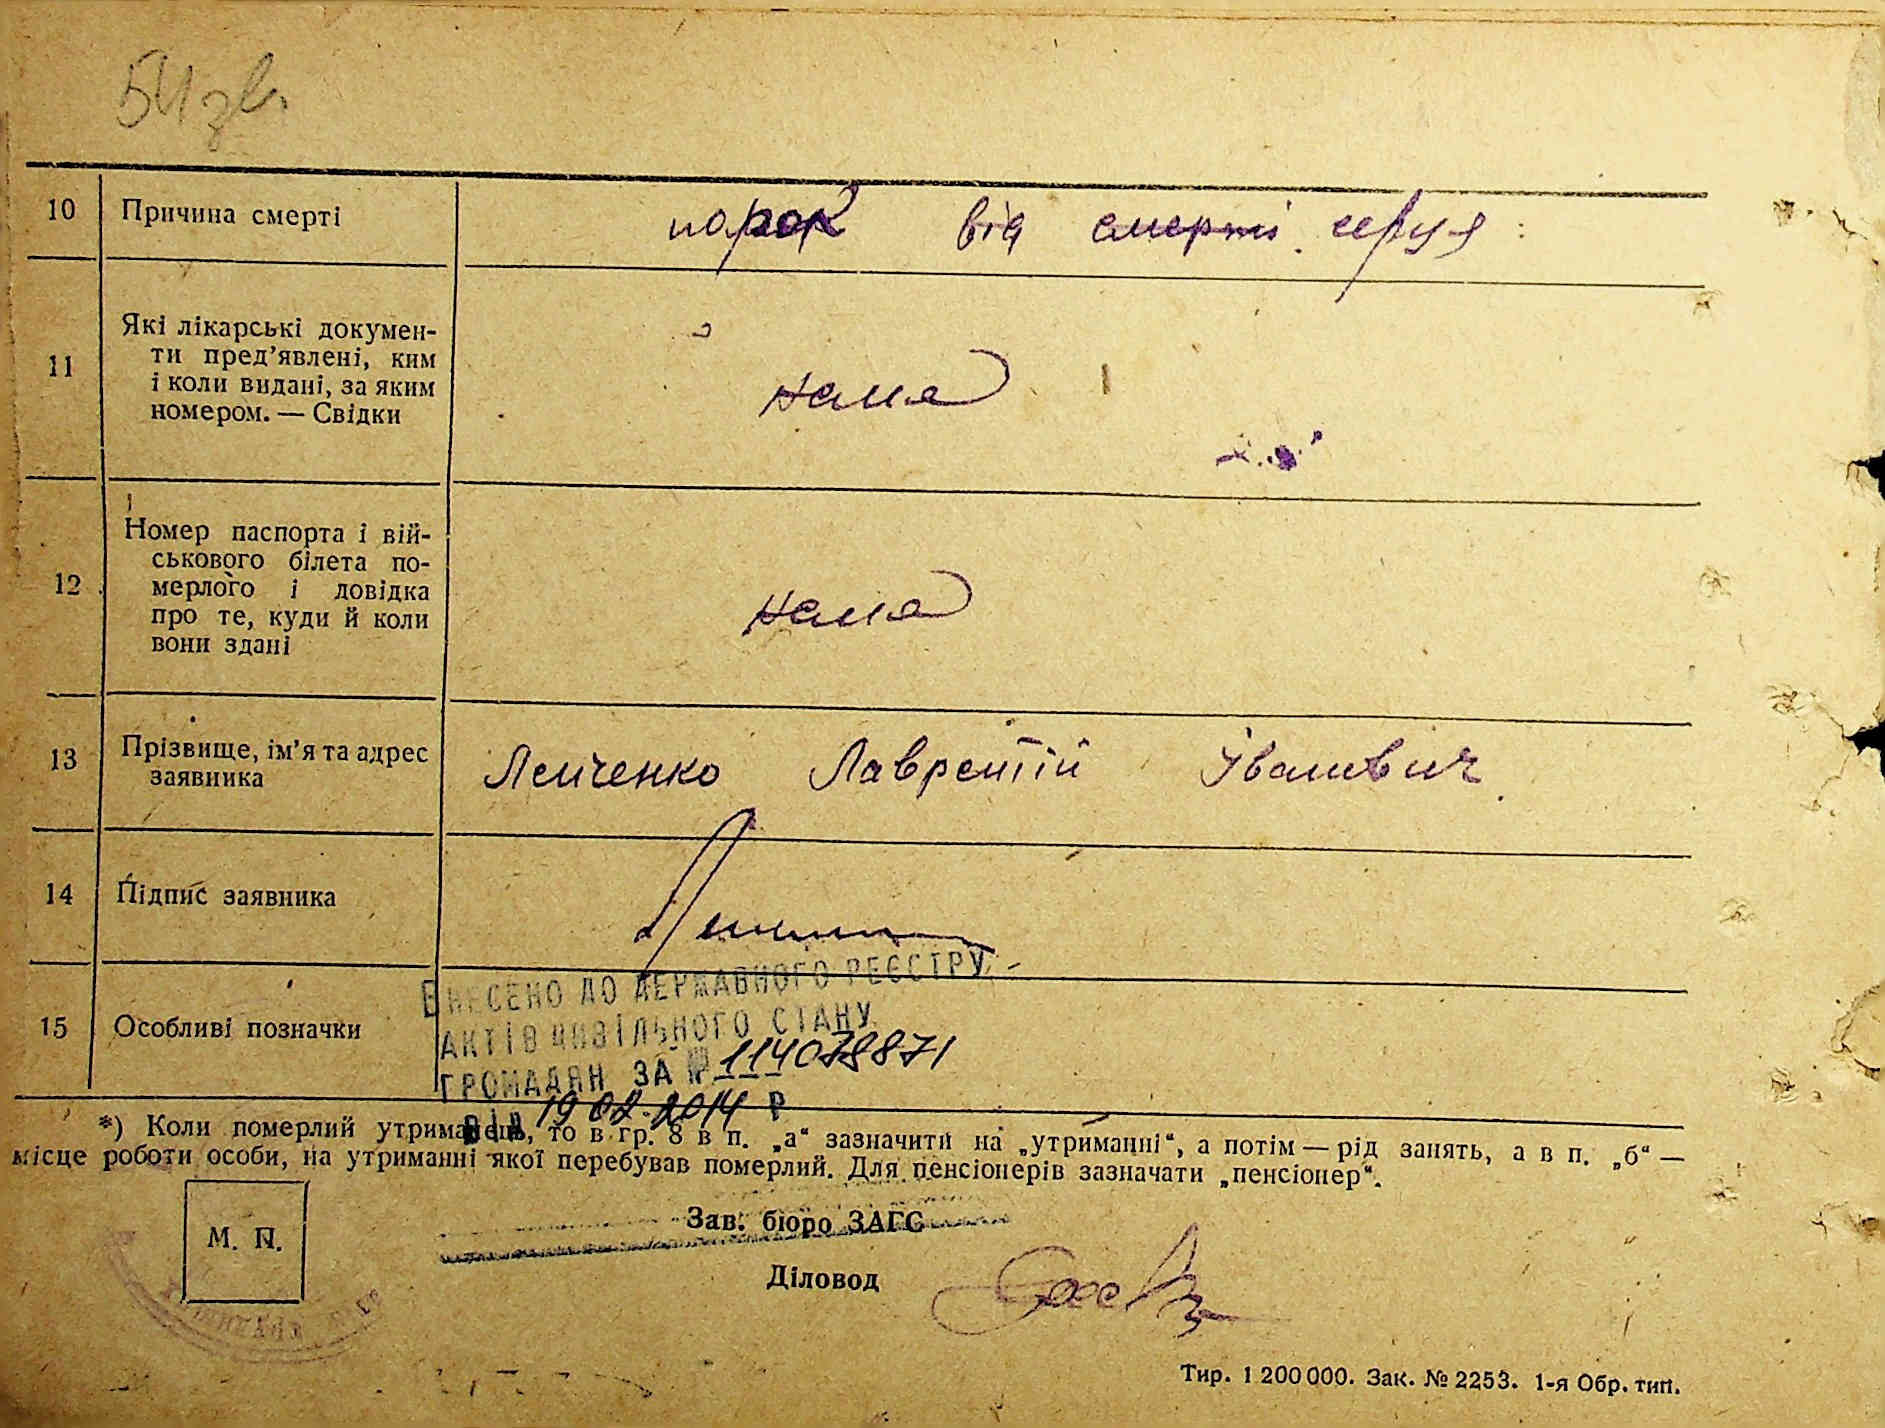 54 зв.
10 Причина смерті порок від смерті серця
11 Які лікарські докумен-
ти пред'явлені, ким
і коли видані, за яким
номером. — Свідки
нема
12 Номер паспорта і вій-
ськового білета по-
мерлого і довідка
про те, куди й коли
вони здані
нема
13 Прізвище, ім'я та адрес
заявника
Лемченко Лаврентій Іванович
14 Підпис заявника
15 Особливі позначки
ВНЕСЕНО ДО ДЕРЖАВНОГО РЕЄСТРУ
АКТІВ ЦИВІЛЬНОГО СТАНУ
ГРОМАДЯН ЗА №
від 19.02.2014 р
*) Коли померлий утриманець, то в гр. 8 в п. „а“ зазначити на „утриманні“, а потім — рід занять, а в п. „б“ —
місце роботи особи, на утриманні якої перебував померлий. Для пенсіонерів зазначати „пенсіонер“.
М. П.
Зав. бюро ЗАГС
Діловод
Тир. 1 200 000. Зак. № 2253. 1-я Обр. тип.